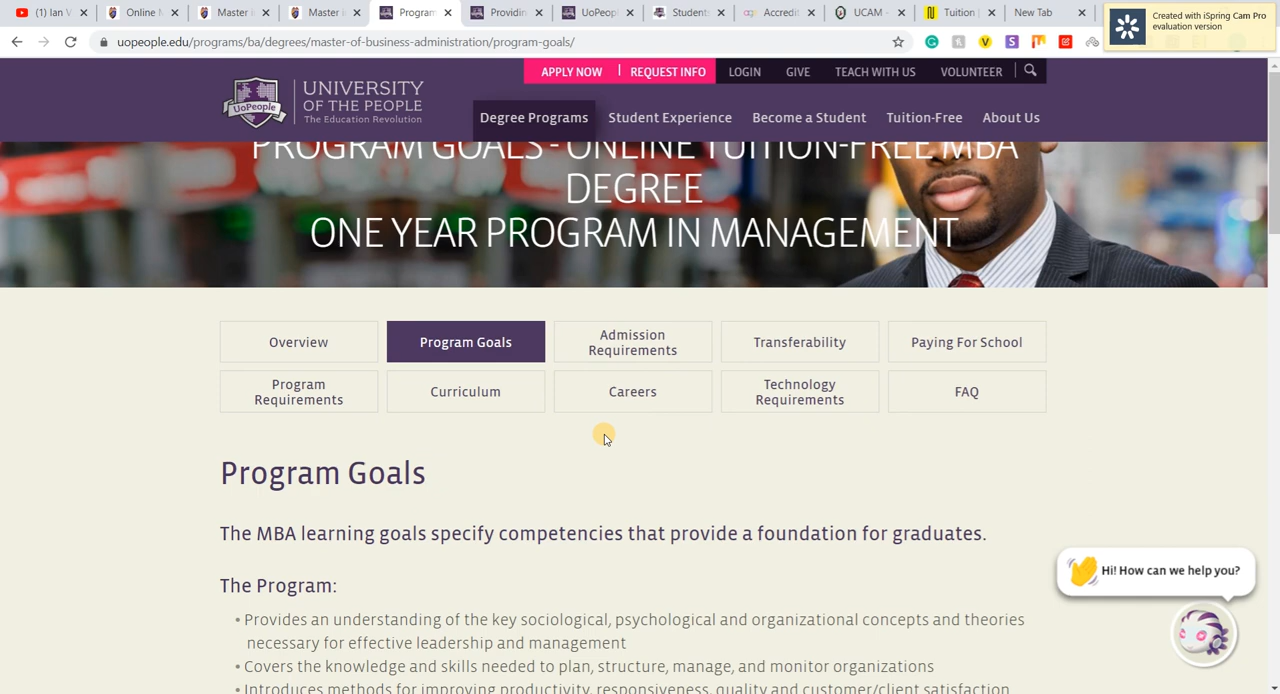 (1) Ian V
Online M
Master i
Master i
Program
Providin
UoPeopl
Students
Accredit
UCAM -
Tuition |
New Tab
Created with iSpring Cam Pro
evaluation version
uopeople.edu/programs/ba/degrees/master-of-business-administration/program-goals/
APPLY NOW | REQUEST INFO LOGIN GIVE TEACH WITH US VOLUNTEER
UoPeople
UNIVERSITY
OF THE PEOPLE
The Education Revolution
Degree Programs Student Experience Become a Student Tuition-Free About Us
PROGRAM GOALS - ONLINE TUITION-FREE MBA
DEGREE
ONE YEAR PROGRAM IN MANAGEMENT
Overview
Program Goals
Admission
Requirements
Transferability
Paying For School
Program
Requirements
Curriculum
Careers
Technology
Requirements
FAQ
Program Goals
The MBA learning goals specify competencies that provide a foundation for graduates.
Hi! How can we help you?
The Program:
• Provides an understanding of the key sociological, psychological and organizational concepts and theories
necessary for effective leadership and management
• Covers the knowledge and skills needed to plan, structure, manage, and monitor organizations
• Introduces methods for improving productivity, responsiveness, quality and customer/client satisfaction